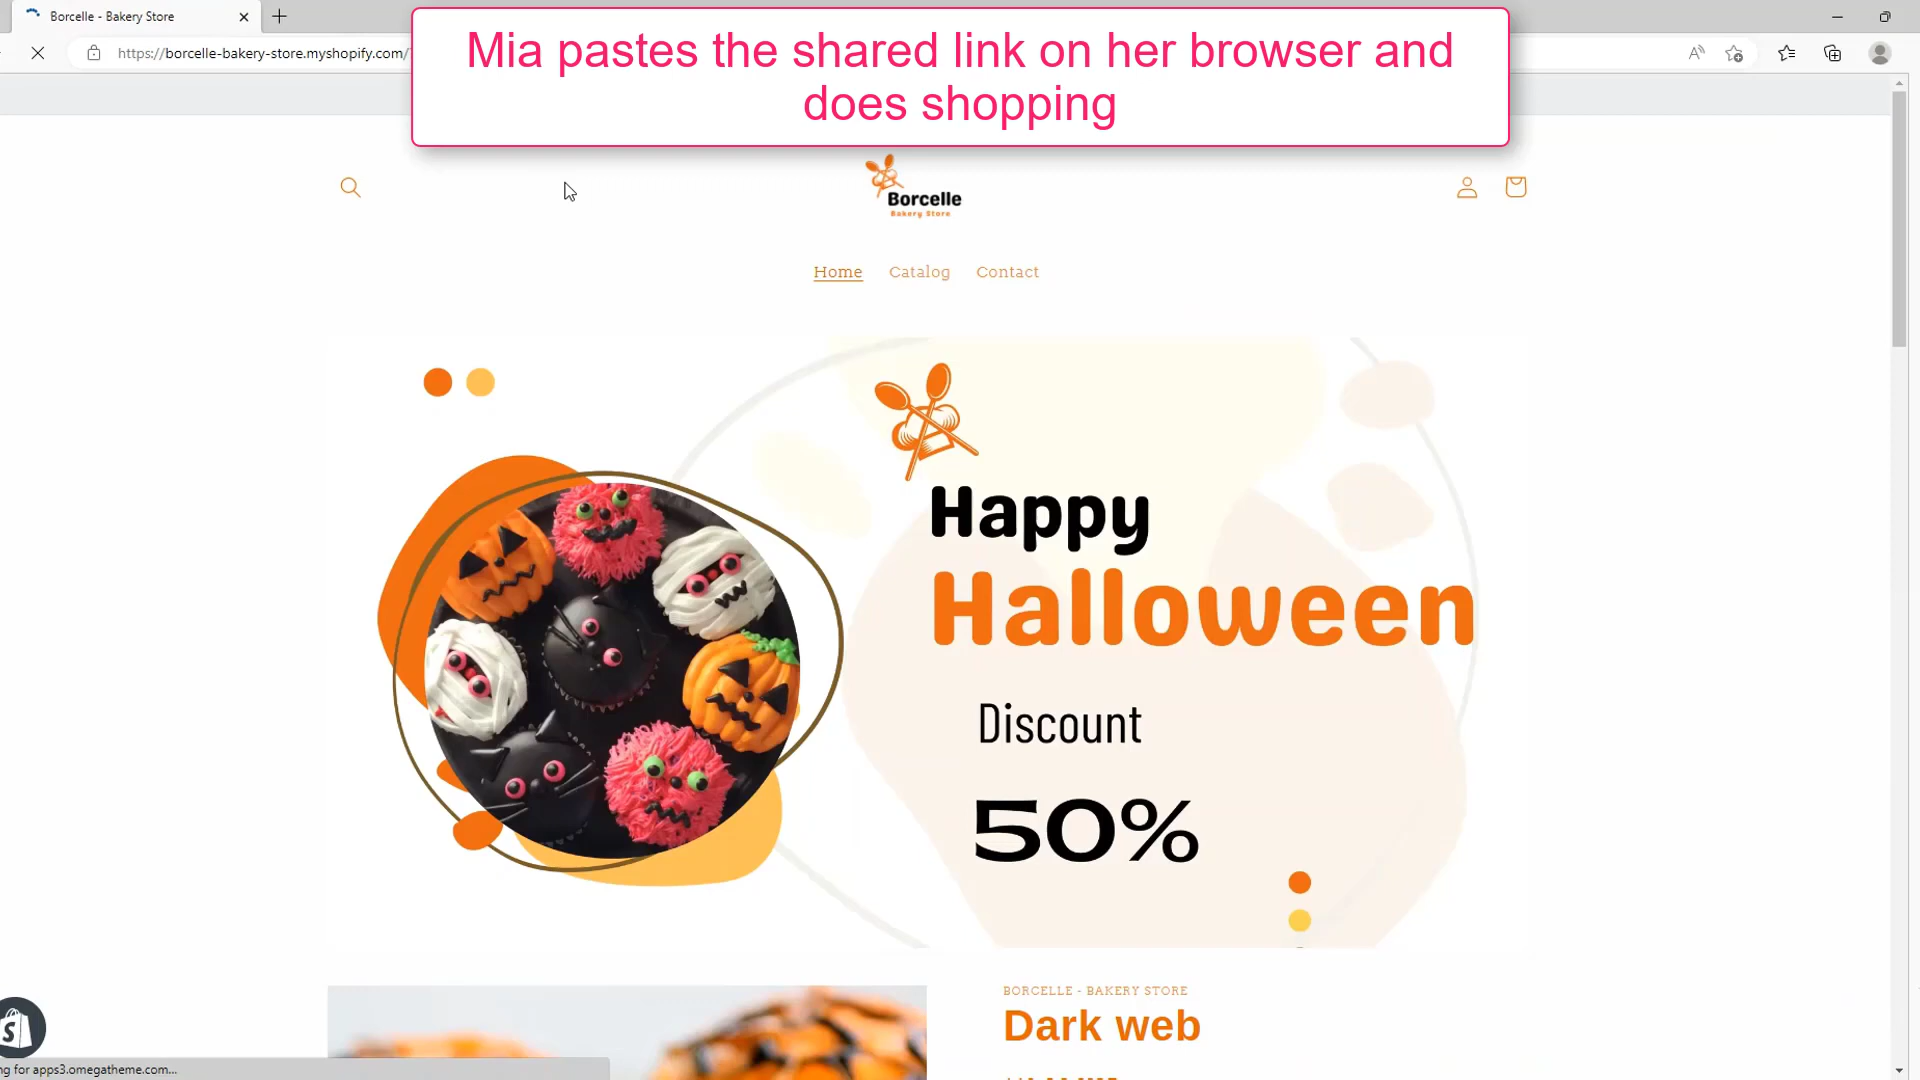 Borcelle - Bakery Store
https://borcelle-bakery-store.myshopify.com/
Mia pastes the shared link on her browser and
does shopping
Borcelle
Bakery Store
Home
Catalog
Contact
Happy
Halloween
Discount
50%
BORCELLE - BAKERY STORE
Dark web
ng for apps3.omegatheme.com...